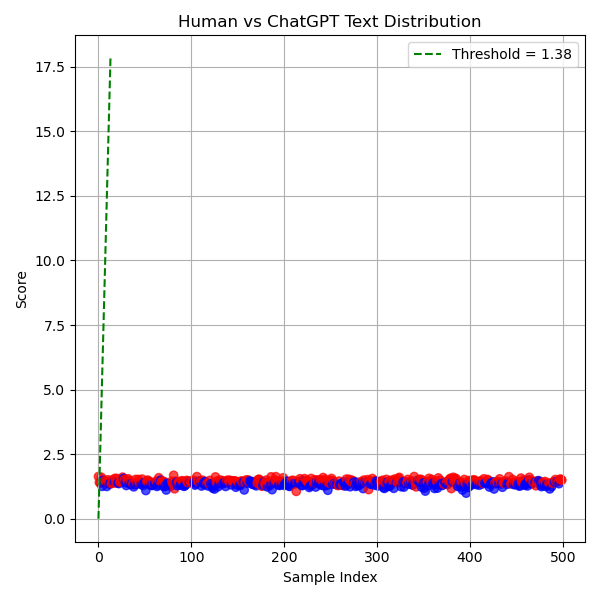 Human vs ChatGPT Text Distribution
Threshold = 1.38
17.5
15.0
12.5
10.0
7.5
5.0
2.5
0.0
Score
0 100 200 300 400 500
Sample Index